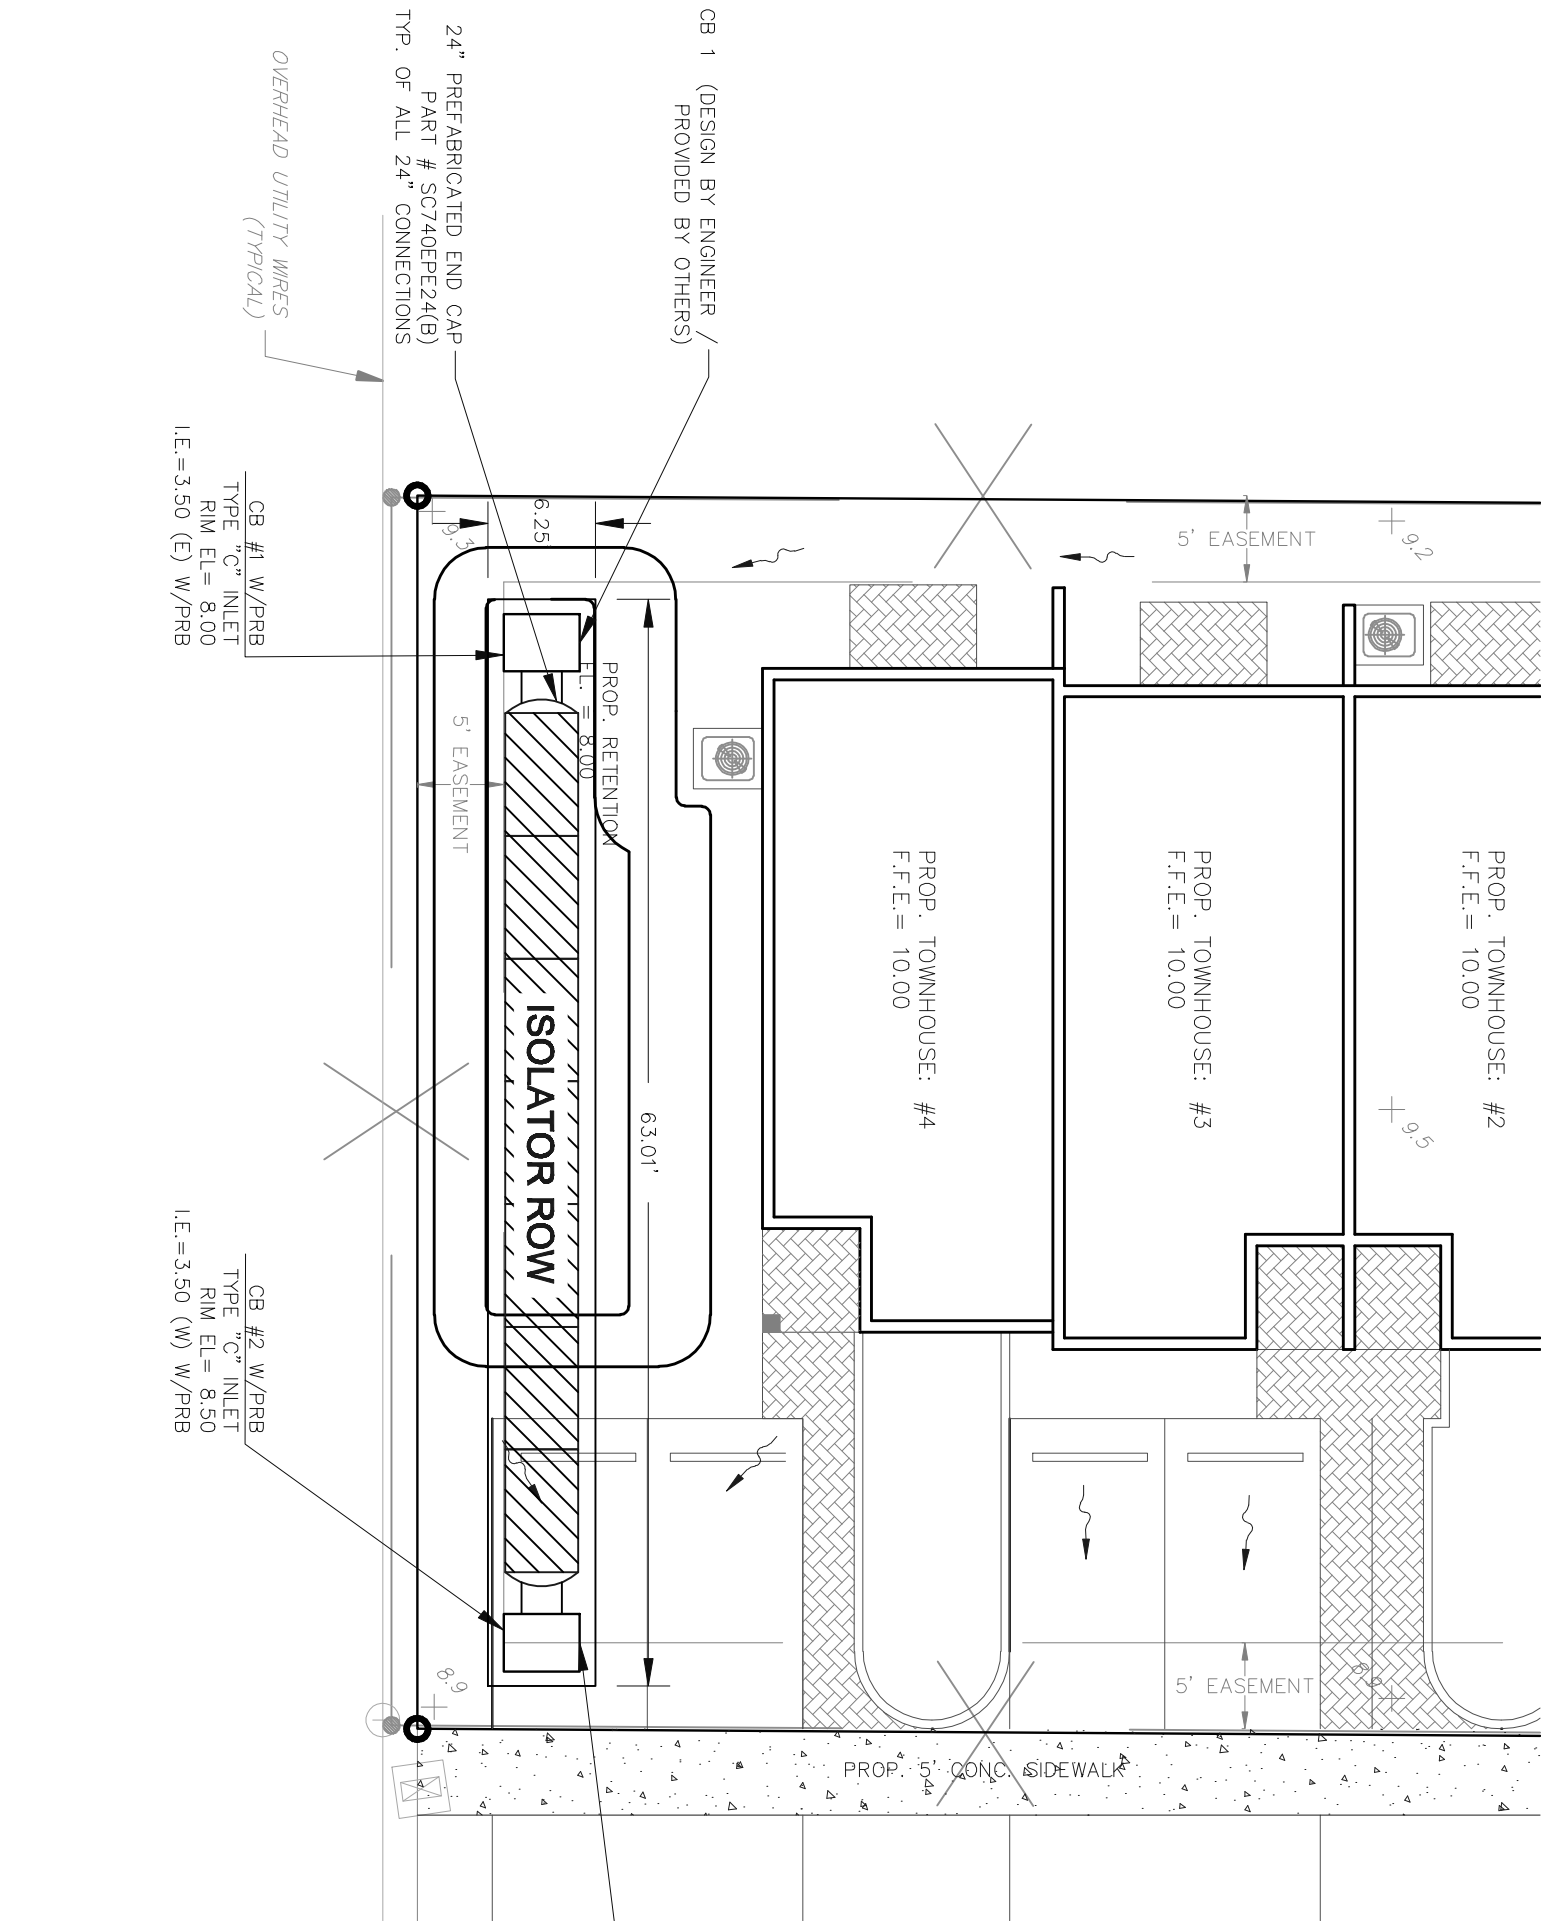 CB 1  (DESIGN BY ENGINEER /
PROVIDED BY OTHERS)
24" PREFABRICATED END CAP
PART # SC740EPE24(B)
TYP. OF ALL 24" CONNECTIONS
OVERHEAD UTILITY WIRES
(TYPICAL)
CB #1 W/PRB
TYPE "C" INLET
RIM EL= 8.00
I.E.=3.50 (E) W/PRB
6.25'
9.3
5' EASEMENT
9.2
PROP. RETENTION
EL. = 8.00
5' EASEMENT
PROP. TOWNHOUSE: #2
F.F.E.= 10.00
PROP. TOWNHOUSE: #3
F.F.E.= 10.00
PROP. TOWNHOUSE: #4
F.F.E.= 10.00
ISOLATOR ROW
63.01'
9.5
CB #2 W/PRB
TYPE "C" INLET
RIM EL= 8.50
I.E.=3.50 (W) W/PRB
8.9
5' EASEMENT
8.9
PROP. 5' CONC. SIDEWALK